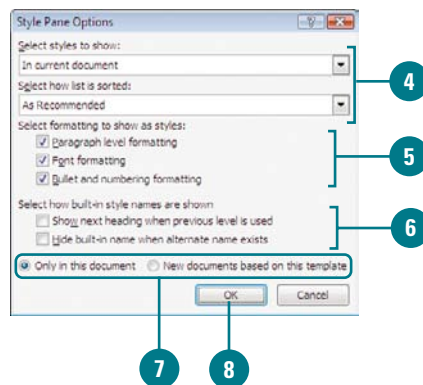 Style Pane Options
Select styles to show:
In current document
4
Select how list is sorted:
As Recommended
Select formatting to show as styles:
Paragraph level formatting
5
Font formatting
Bullet and numbering formatting
Select how built-in style names are shown
Show next heading when previous level is used
6
Hide built-in name when alternate name exists
Only in this document New documents based on this template
OK Cancel
7 8